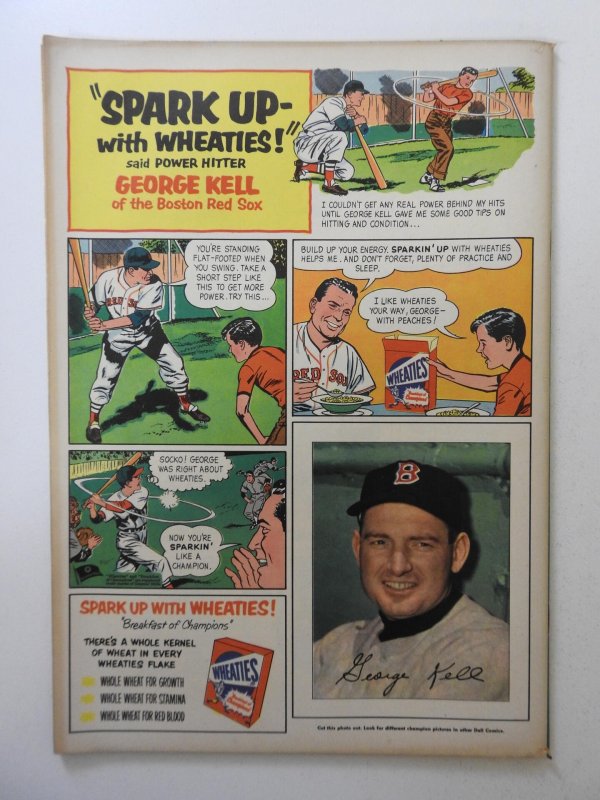 "SPARK UP-
with WHEATIES!"
said POWER HITTER
GEORGE KELL
of the Boston Red Sox
I COULDN'T GET ANY REAL POWER BEHIND MY HITS
UNTIL GEORGE KELL GAVE ME SOME GOOD TIPS ON
HITTING AND CONDITION...
YOU'RE STANDING
FLAT-FOOTED WHEN
YOU SWING. TAKE A
SHORT STEP LIKE
THIS TO GET MORE
POWER. TRY THIS...
RED SOX
BUILD UP YOUR ENERGY. SPARKIN' UP WITH WHEATIES
HELPS ME. AND DON'T FORGET, PLENTY OF PRACTICE AND
SLEEP.
I LIKE WHEATIES
YOUR WAY, GEORGE-
WITH PEACHES!
RED SO
WHEATIES
SOCKO! GEORGE
WAS RIGHT ABOUT
WHEATIES.
NOW YOU'RE
SPARKIN'
LIKE A
CHAMPION.
SPARK UP WITH WHEATIES!
"Breakfast of Champions"
THERE'S A WHOLE KERNEL
OF WHEAT IN EVERY
WHEATIES FLAKE
WHOLE WHEAT FOR GROWTH
WHOLE WHEAT FOR STAMINA
WHOLE WHEAT FOR RED BLOOD
WHEATIES
B
George Kell
Cut this photo out. Look for different champion pictures in other Dell Comics.